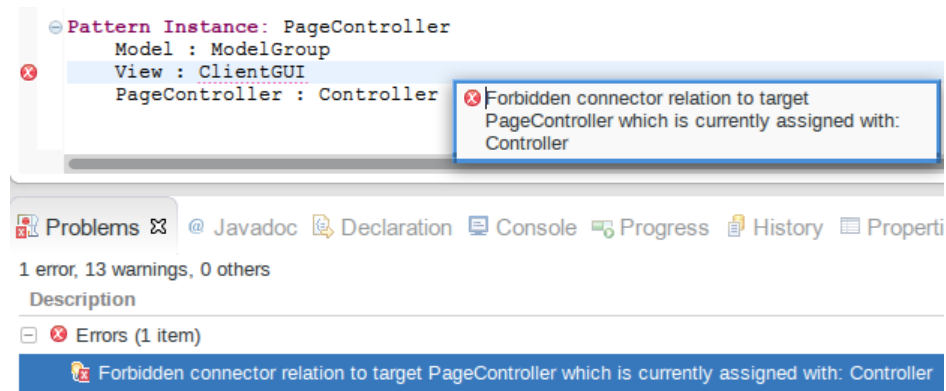 Pattern Instance: PageController
Model : ModelGroup
View : ClientGUI
PageController : Controller
Forbidden connector relation to target
PageController which is currently assigned with:
Controller
Problems @ Javadoc Declaration Console Progress History Properti
1 error, 13 warnings, 0 others
Description
Errors (1 item)
Forbidden connector relation to target PageController which is currently assigned with: Controller